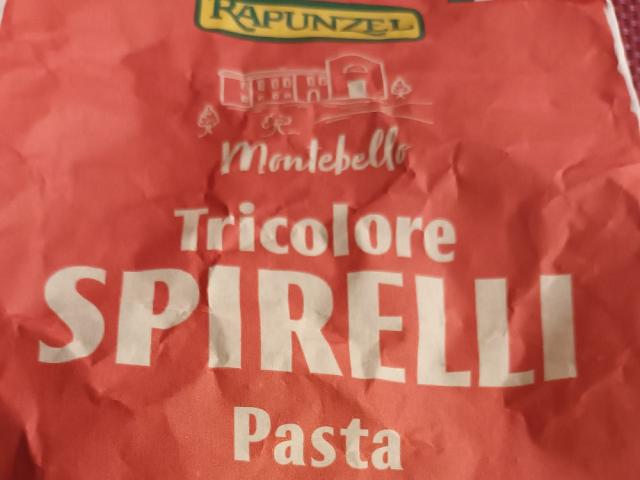 RAPUNZEL
Montebello
Tricolore
SPIRELLI
Pasta